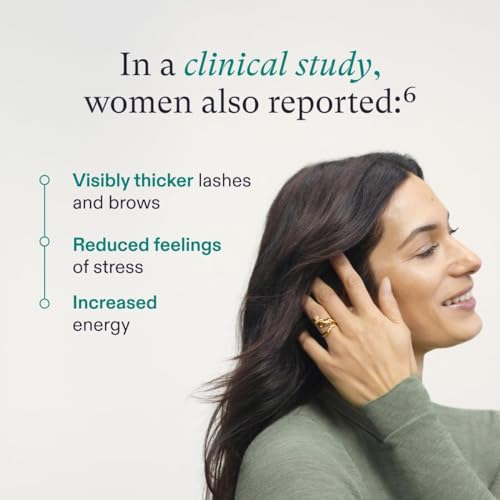 In a clinical study,
women also reported:⁶
Visibly thicker lashes
and brows
Reduced feelings
of stress
Increased
energy